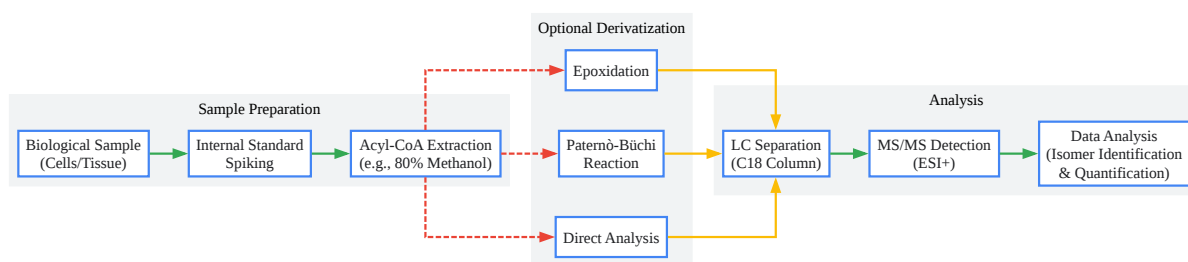 Sample Preparation
Biological Sample
(Cells/Tissue)
Internal Standard
Spiking
Acyl-CoA Extraction
(e.g., 80% Methanol)
Optional Derivatization
Epoxidation
Paternò-Büchi
Reaction
Direct Analysis
Analysis
LC Separation
(C18 Column)
MS/MS Detection
(ESI+)
Data Analysis
(Isomer Identification
& Quantification)